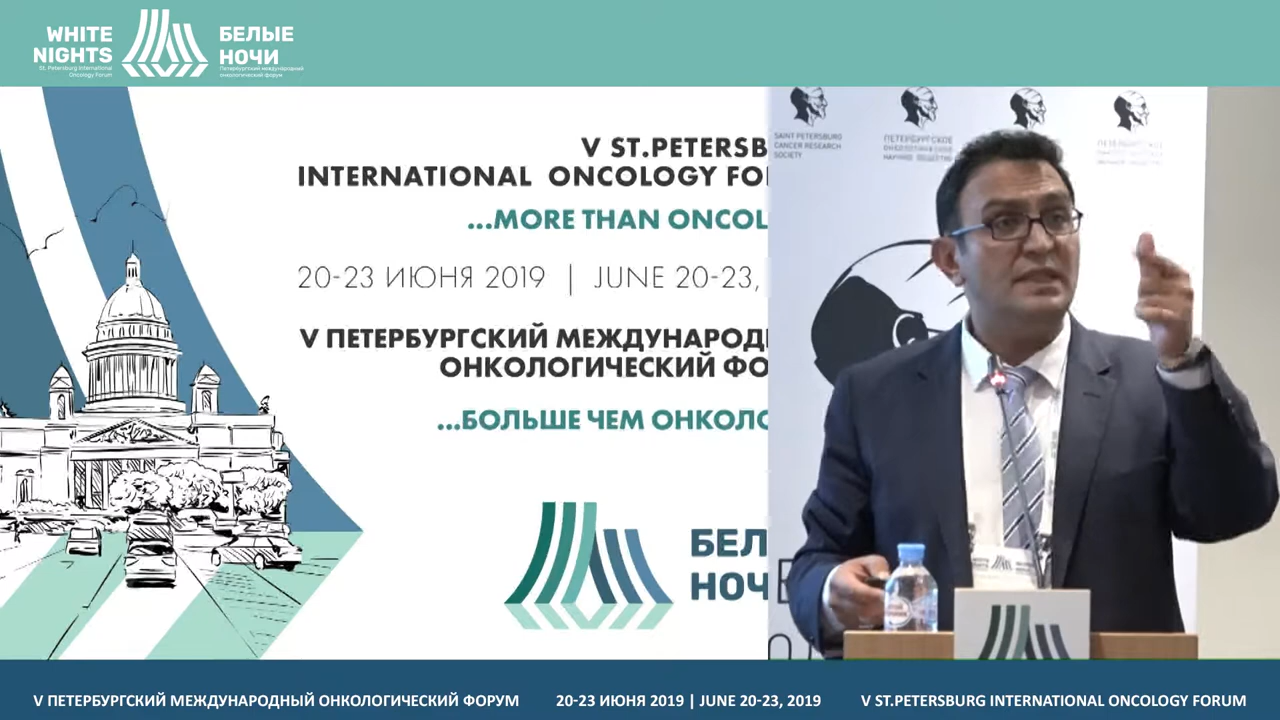 WHITE
NIGHTS
St. Petersburg International
Oncology Forum
БЕЛЫЕ
НОЧИ
Петербургский международный
онкологический форум
V ST.PETERSB
INTERNATIONAL ONCOLOGY FO
...MORE THAN ONCOL
20-23 ИЮНЯ 2019 | JUNE 20-23,
V ПЕТЕРБУРГСКИЙ МЕЖДУНАРОД
ОНКОЛОГИЧЕСКИЙ ФО
...БОЛЬШЕ ЧЕМ ОНКОЛО
БЕЛ
НОЧ
SAINT PETERSBURG
CANCER RESEARCH
SOCIETY
ПЕТЕРБУРГСКОЕ
ОНКОЛОГИЧЕСКОЕ
НАУЧНОЕ ОБЩЕСТВО
ПЕТЕРБУРГСКОЕ
V ПЕТЕРБУРГСКИЙ МЕЖДУНАРОДНЫЙ ОНКОЛОГИЧЕСКИЙ ФОРУМ
20-23 ИЮНЯ 2019 | JUNE 20-23, 2019
V ST.PETERSBURG INTERNATIONAL ONCOLOGY FORUM